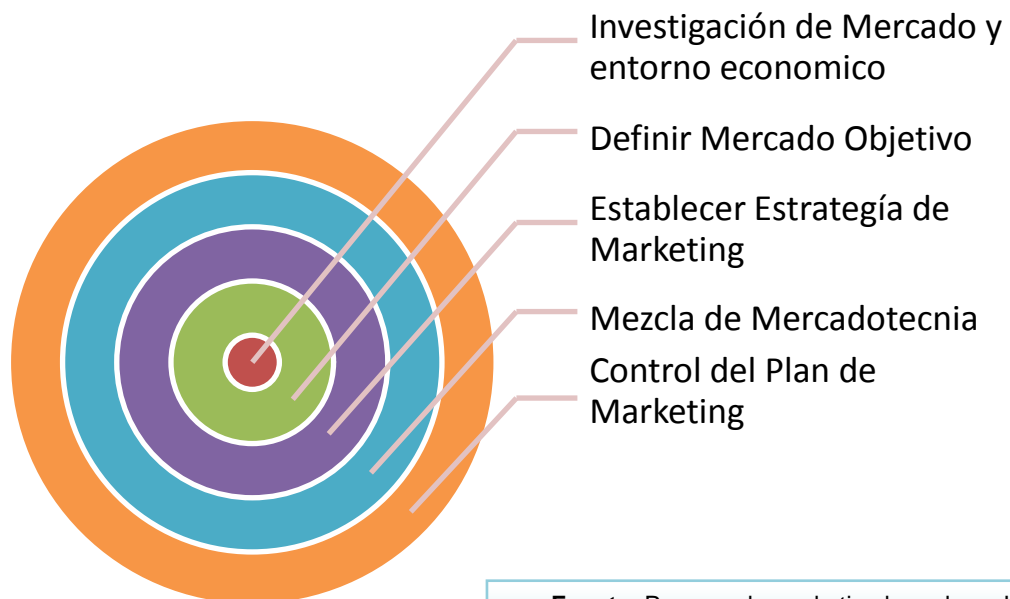 Investigación de Mercado y
entorno economico
Definir Mercado Objetivo
Establecer Estrategía de
Marketing
Mezcla de Mercadotecnia
Control del Plan de
Marketing